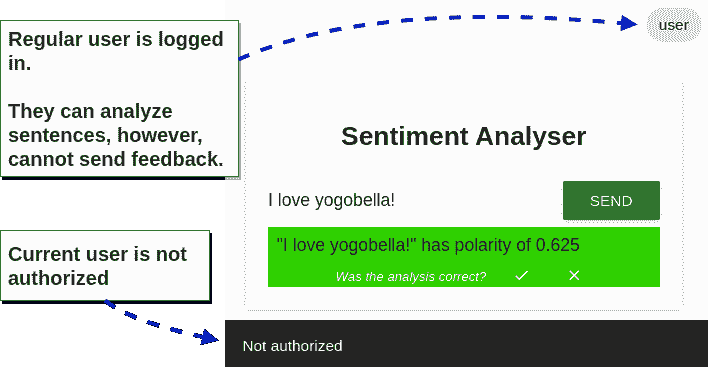 Regular user is logged
in.
They can analyze
sentences, however,
cannot send feedback.
user
Sentiment Analyser
I love yogobella!
SEND
"I love yogobella!" has polarity of 0.625
Was the analysis correct?
Current user is not
authorized
Not authorized